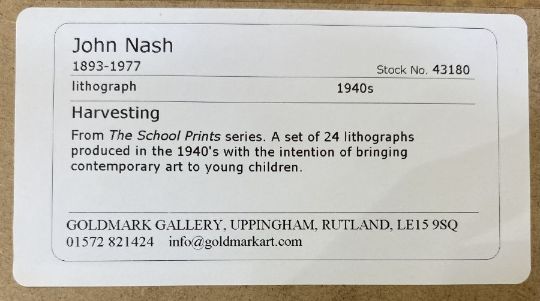 John Nash
1893-1977
Stock No. 43180
lithograph 1940s
Harvesting
From The School Prints series. A set of 24 lithographs
produced in the 1940's with the intention of bringing
contemporary art to young children.
GOLDMARK GALLERY, UPPINGHAM, RUTLAND, LE15 9SQ
01572 821424 info@goldmarkart.com